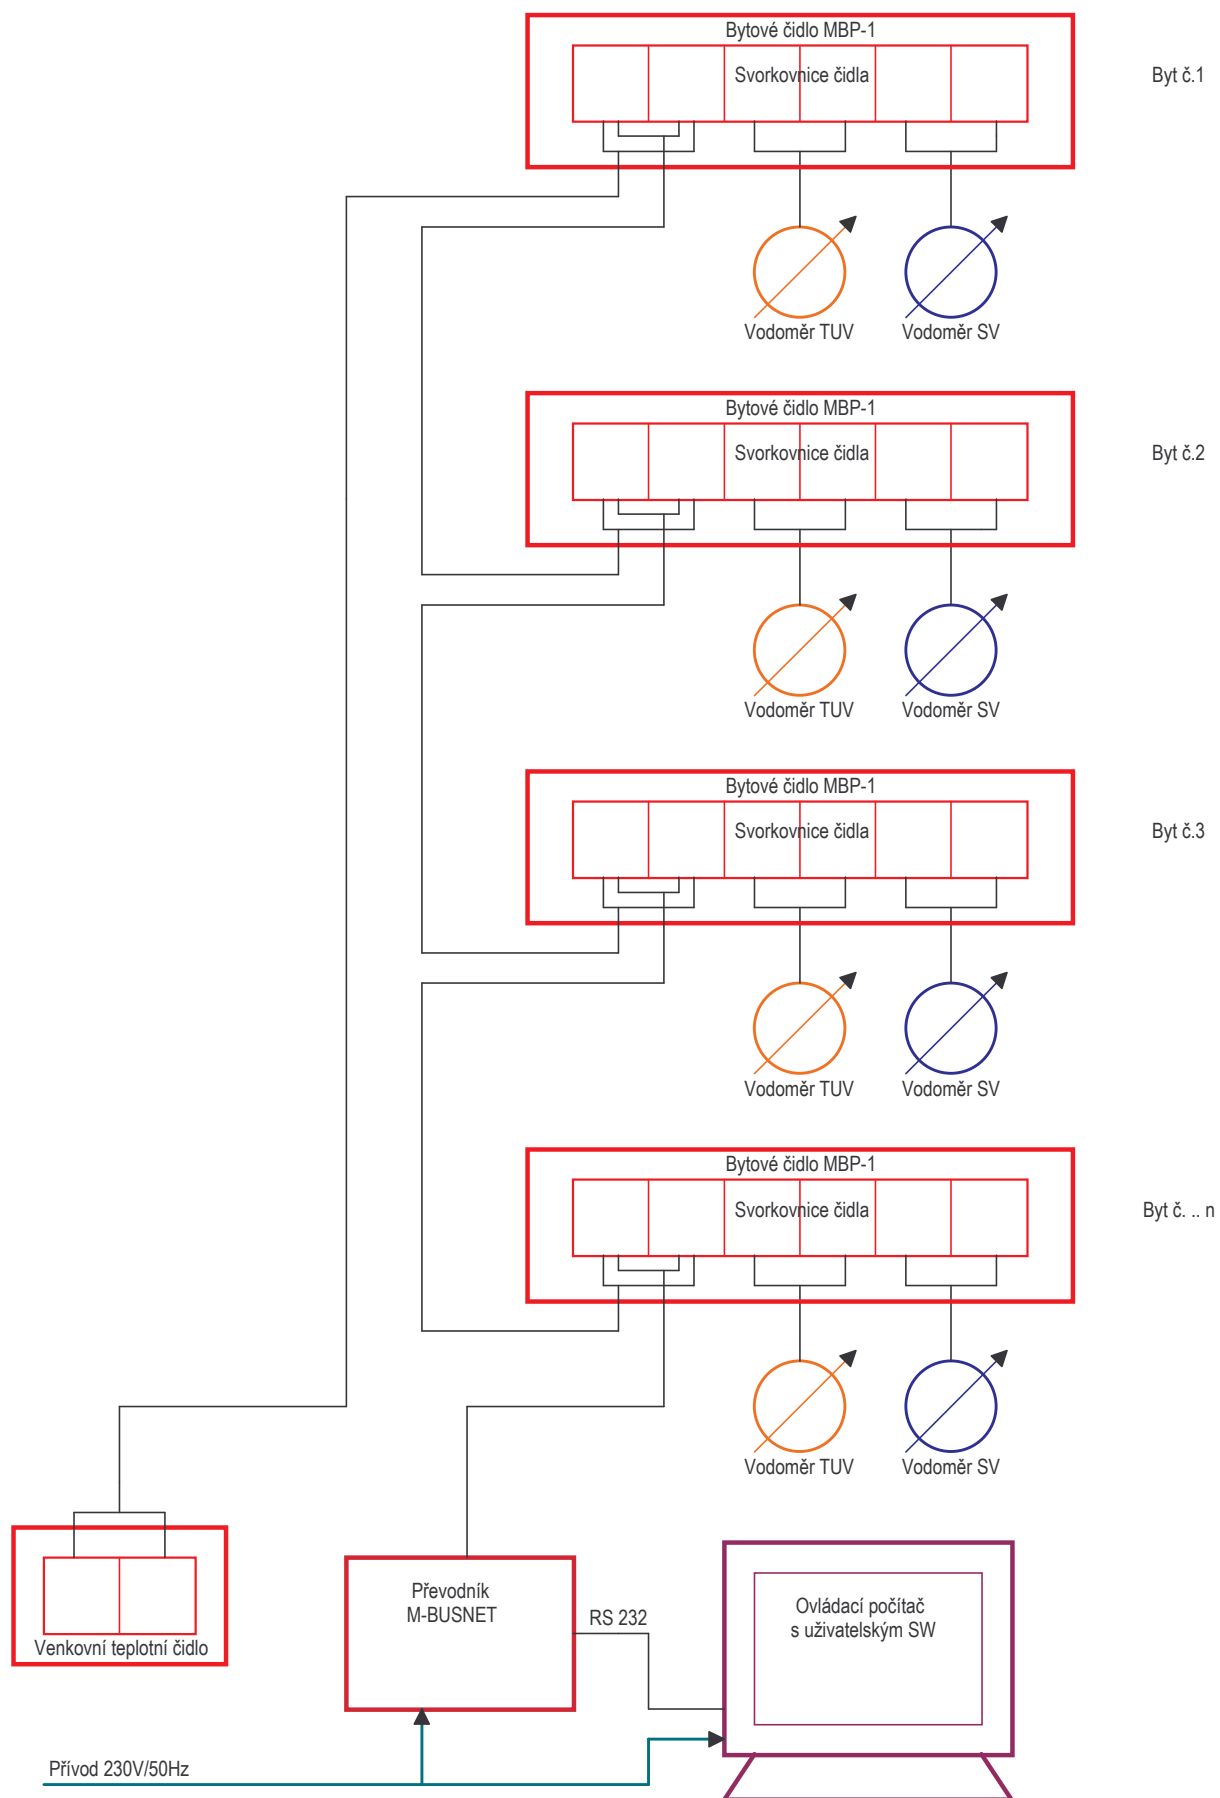 Bytové čidlo MBP-1
Svorkovnice čidla
Byt č.1
Vodoměr TUV
Vodoměr SV
Bytové čidlo MBP-1
Svorkovnice čidla
Byt č.2
Vodoměr TUV
Vodoměr SV
Bytové čidlo MBP-1
Svorkovnice čidla
Byt č.3
Vodoměr TUV
Vodoměr SV
Bytové čidlo MBP-1
Svorkovnice čidla
Byt č. .. n
Vodoměr TUV
Vodoměr SV
Venkovní teplotní čidlo
Převodník
M-BUSNET
RS 232
Ovládací počítač
s uživatelským SW
Přívod 230V/50Hz